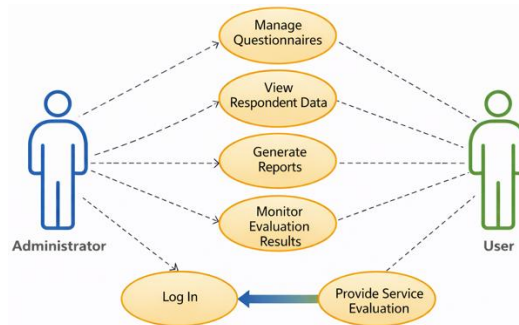 Manage
Questionnaires
View
Respondent Data
Generate
Reports
Monitor
Evaluation
Results
Administrator
User
Log In
Provide Service
Evaluation